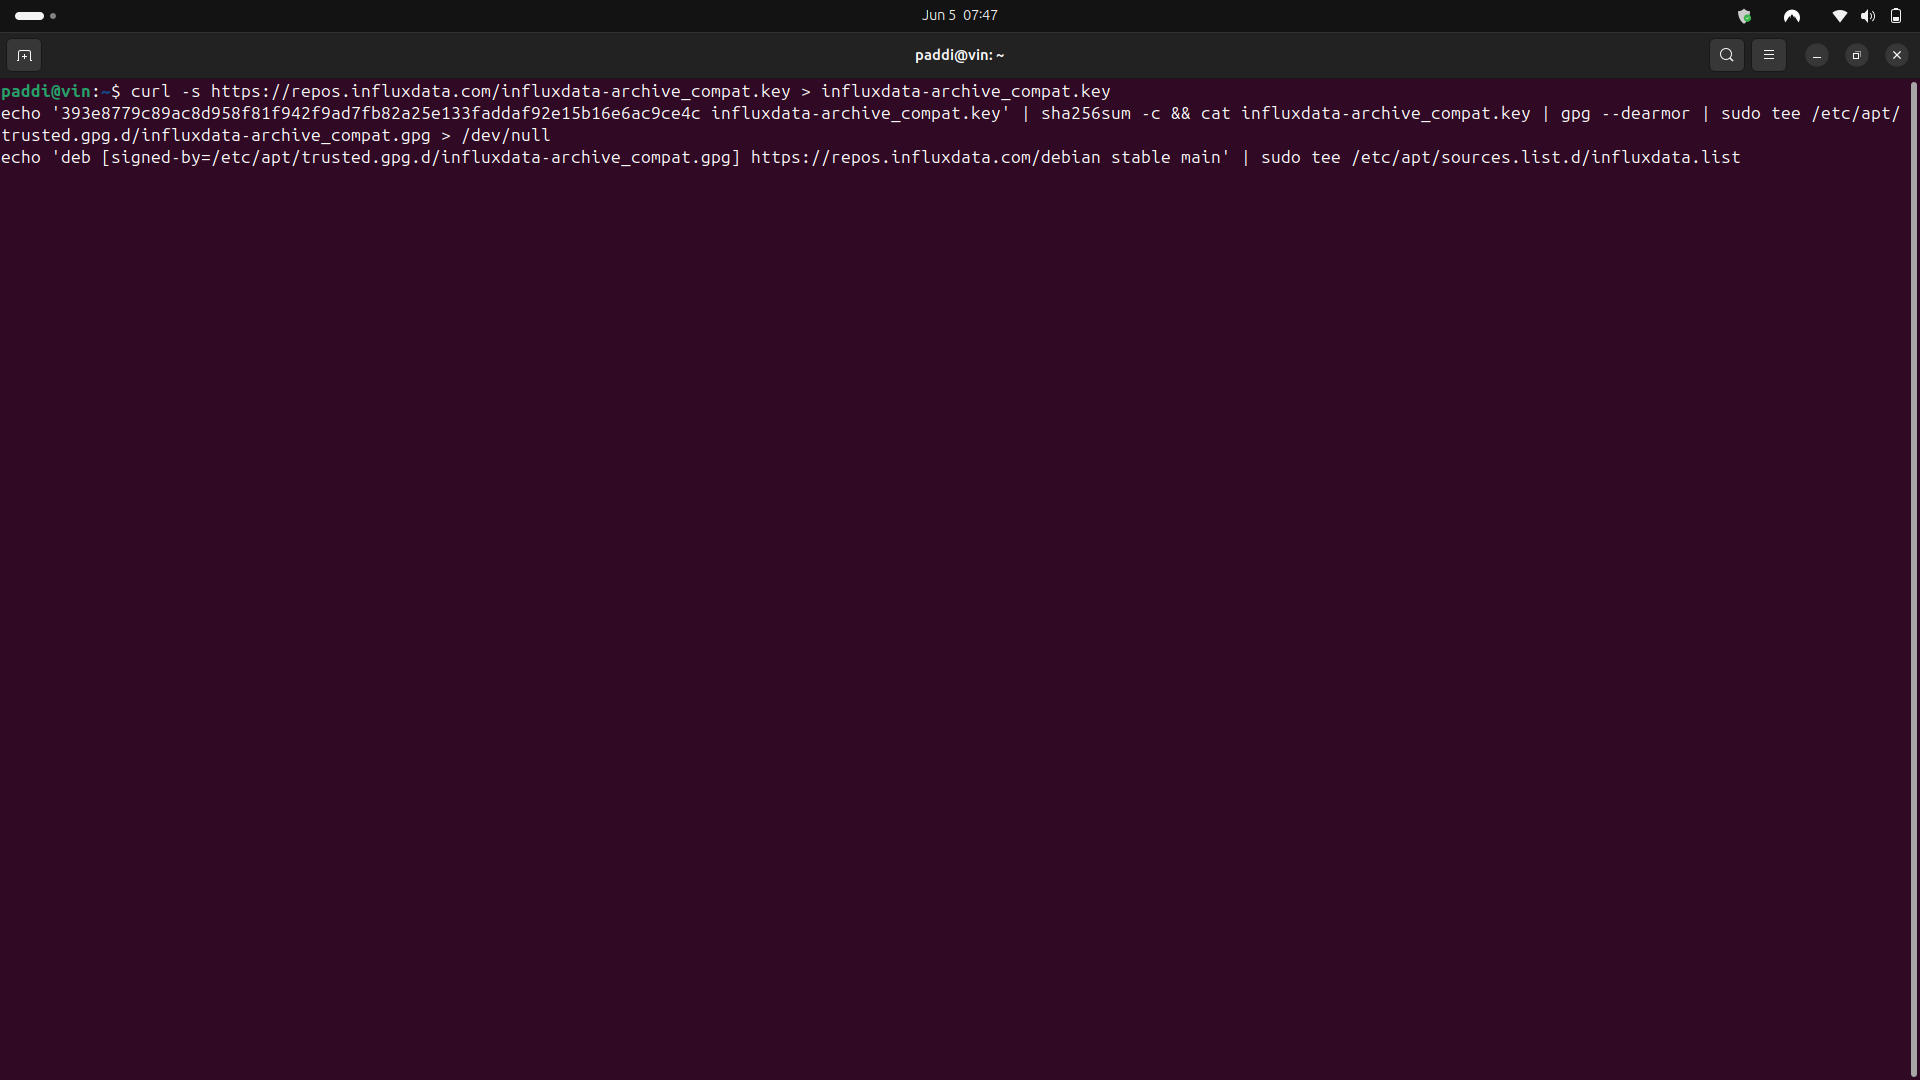 Jun 5 07:47
paddi@vin: ~
paddi@vin:~$ curl -s https://repos.influxdata.com/influxdata-archive_compat.key > influxdata-archive_compat.key
echo '393e8779c89ac8d958f81f942f9ad7fb82a25e133faddaf92e15b16e6ac9ce4c influxdata-archive_compat.key' | sha256sum -c && cat influxdata-archive_compat.key | gpg --dearmor | sudo tee /etc/apt/
trusted.gpg.d/influxdata-archive_compat.gpg > /dev/null
echo 'deb [signed-by=/etc/apt/trusted.gpg.d/influxdata-archive_compat.gpg] https://repos.influxdata.com/debian stable main' | sudo tee /etc/apt/sources.list.d/influxdata.list